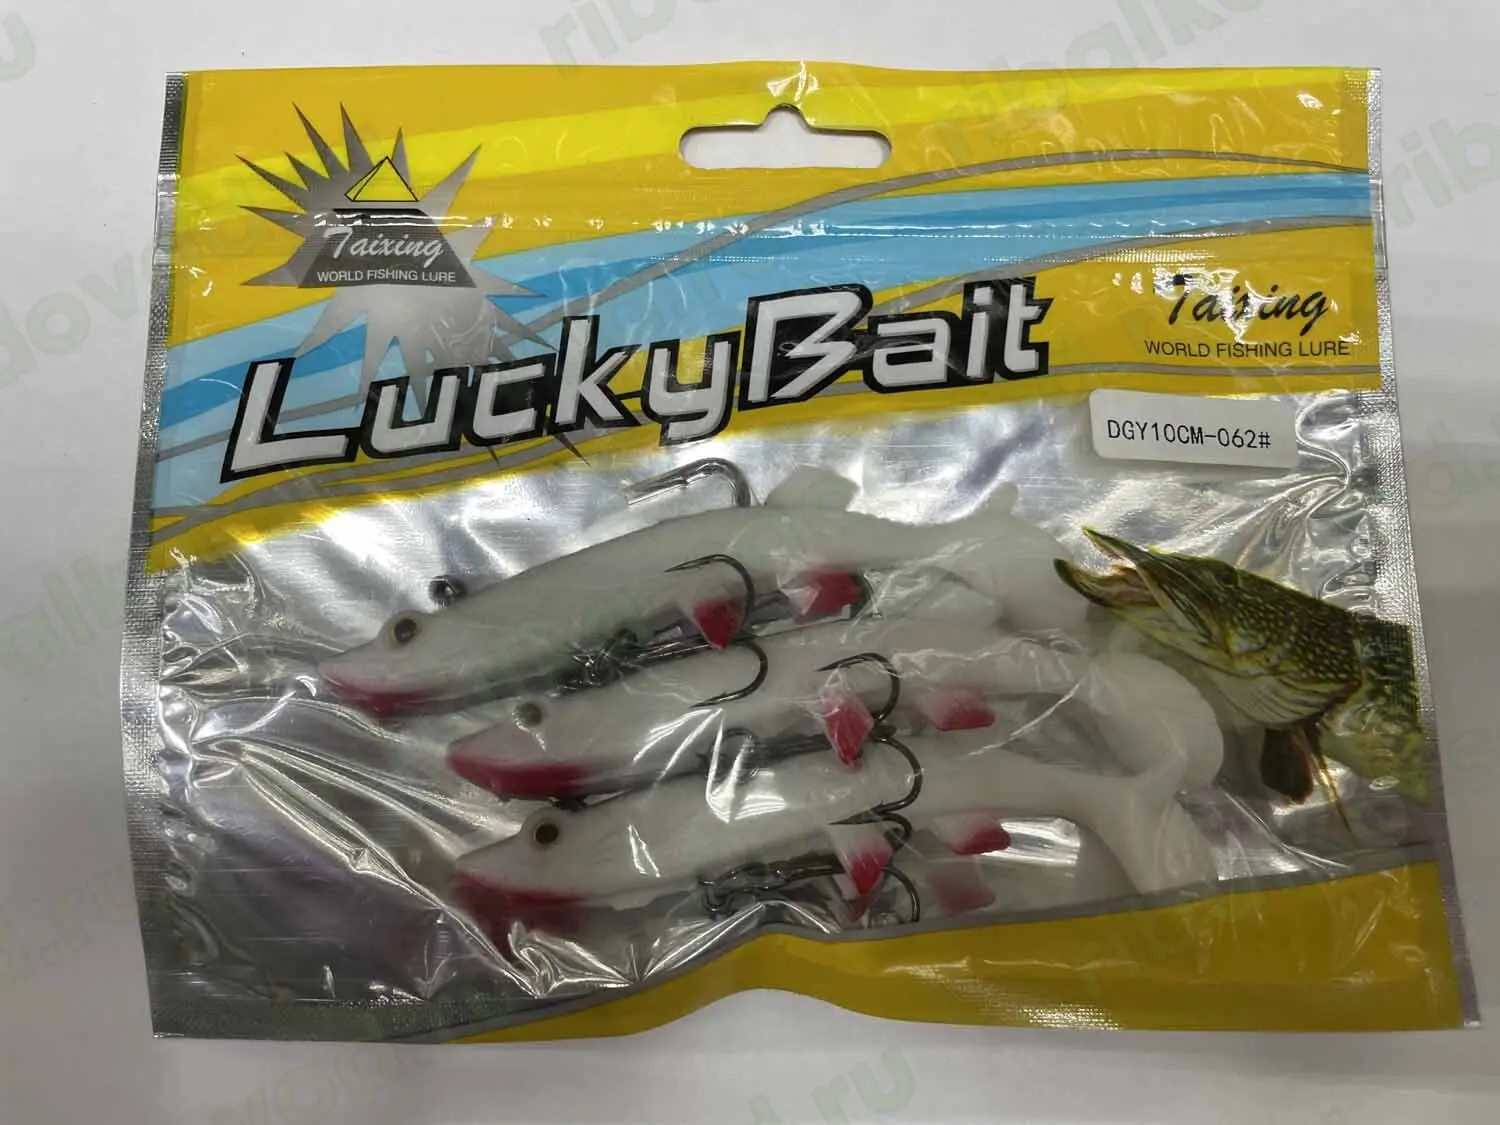 Taixing
WORLD FISHING LURE
LuckyBait
Taixing
WORLD FISHING LURE
DGY10CM-062#